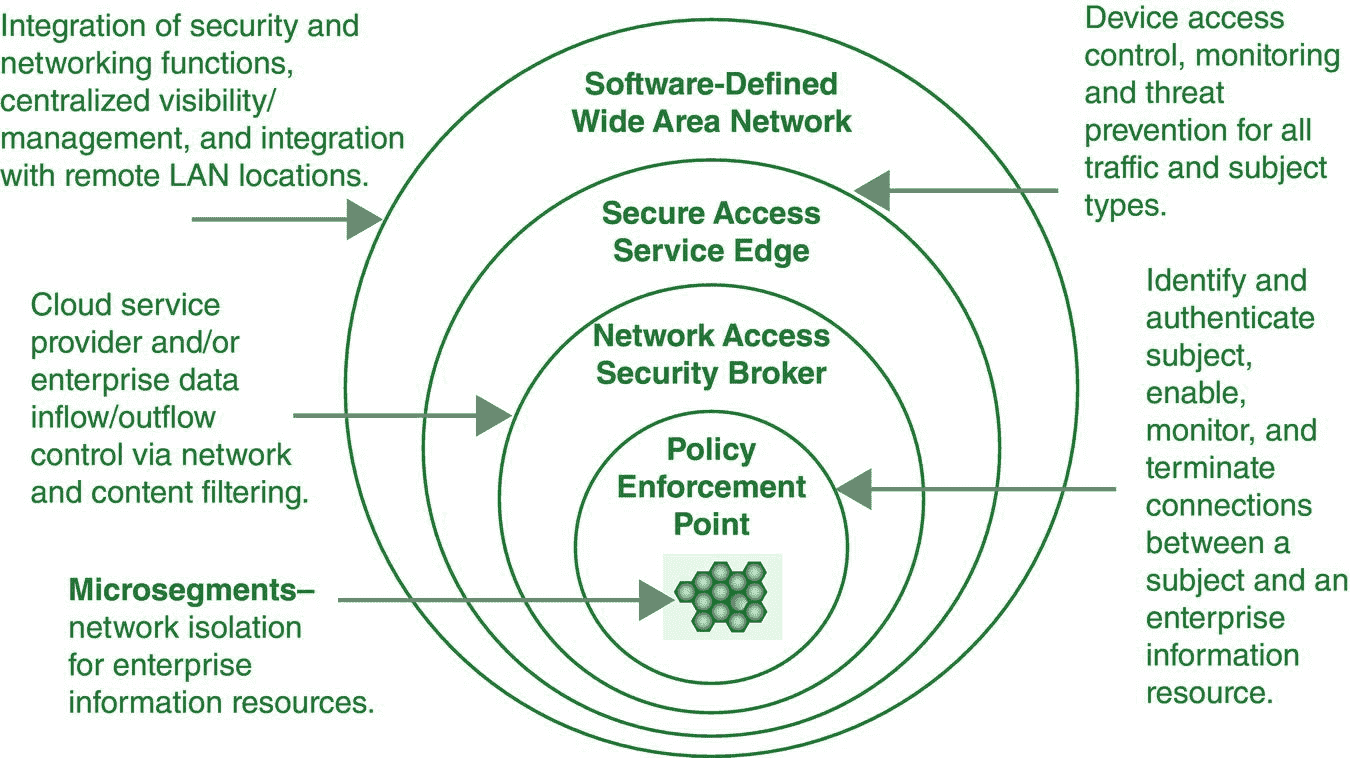 Integration of security and
networking functions,
centralized visibility/
management, and integration
with remote LAN locations.
Software-Defined
Wide Area Network
Device access
control, monitoring
and threat
prevention for all
traffic and subject
types.
Secure Access
Service Edge
Cloud service
provider and/or
enterprise data
inflow/outflow
control via network
and content filtering.
Network Access
Security Broker
Identify and
authenticate
subject,
enable,
monitor, and
terminate
connections
between a
subject and an
enterprise
information
resource.
Policy
Enforcement
Point
Microsegments–
network isolation
for enterprise
information resources.